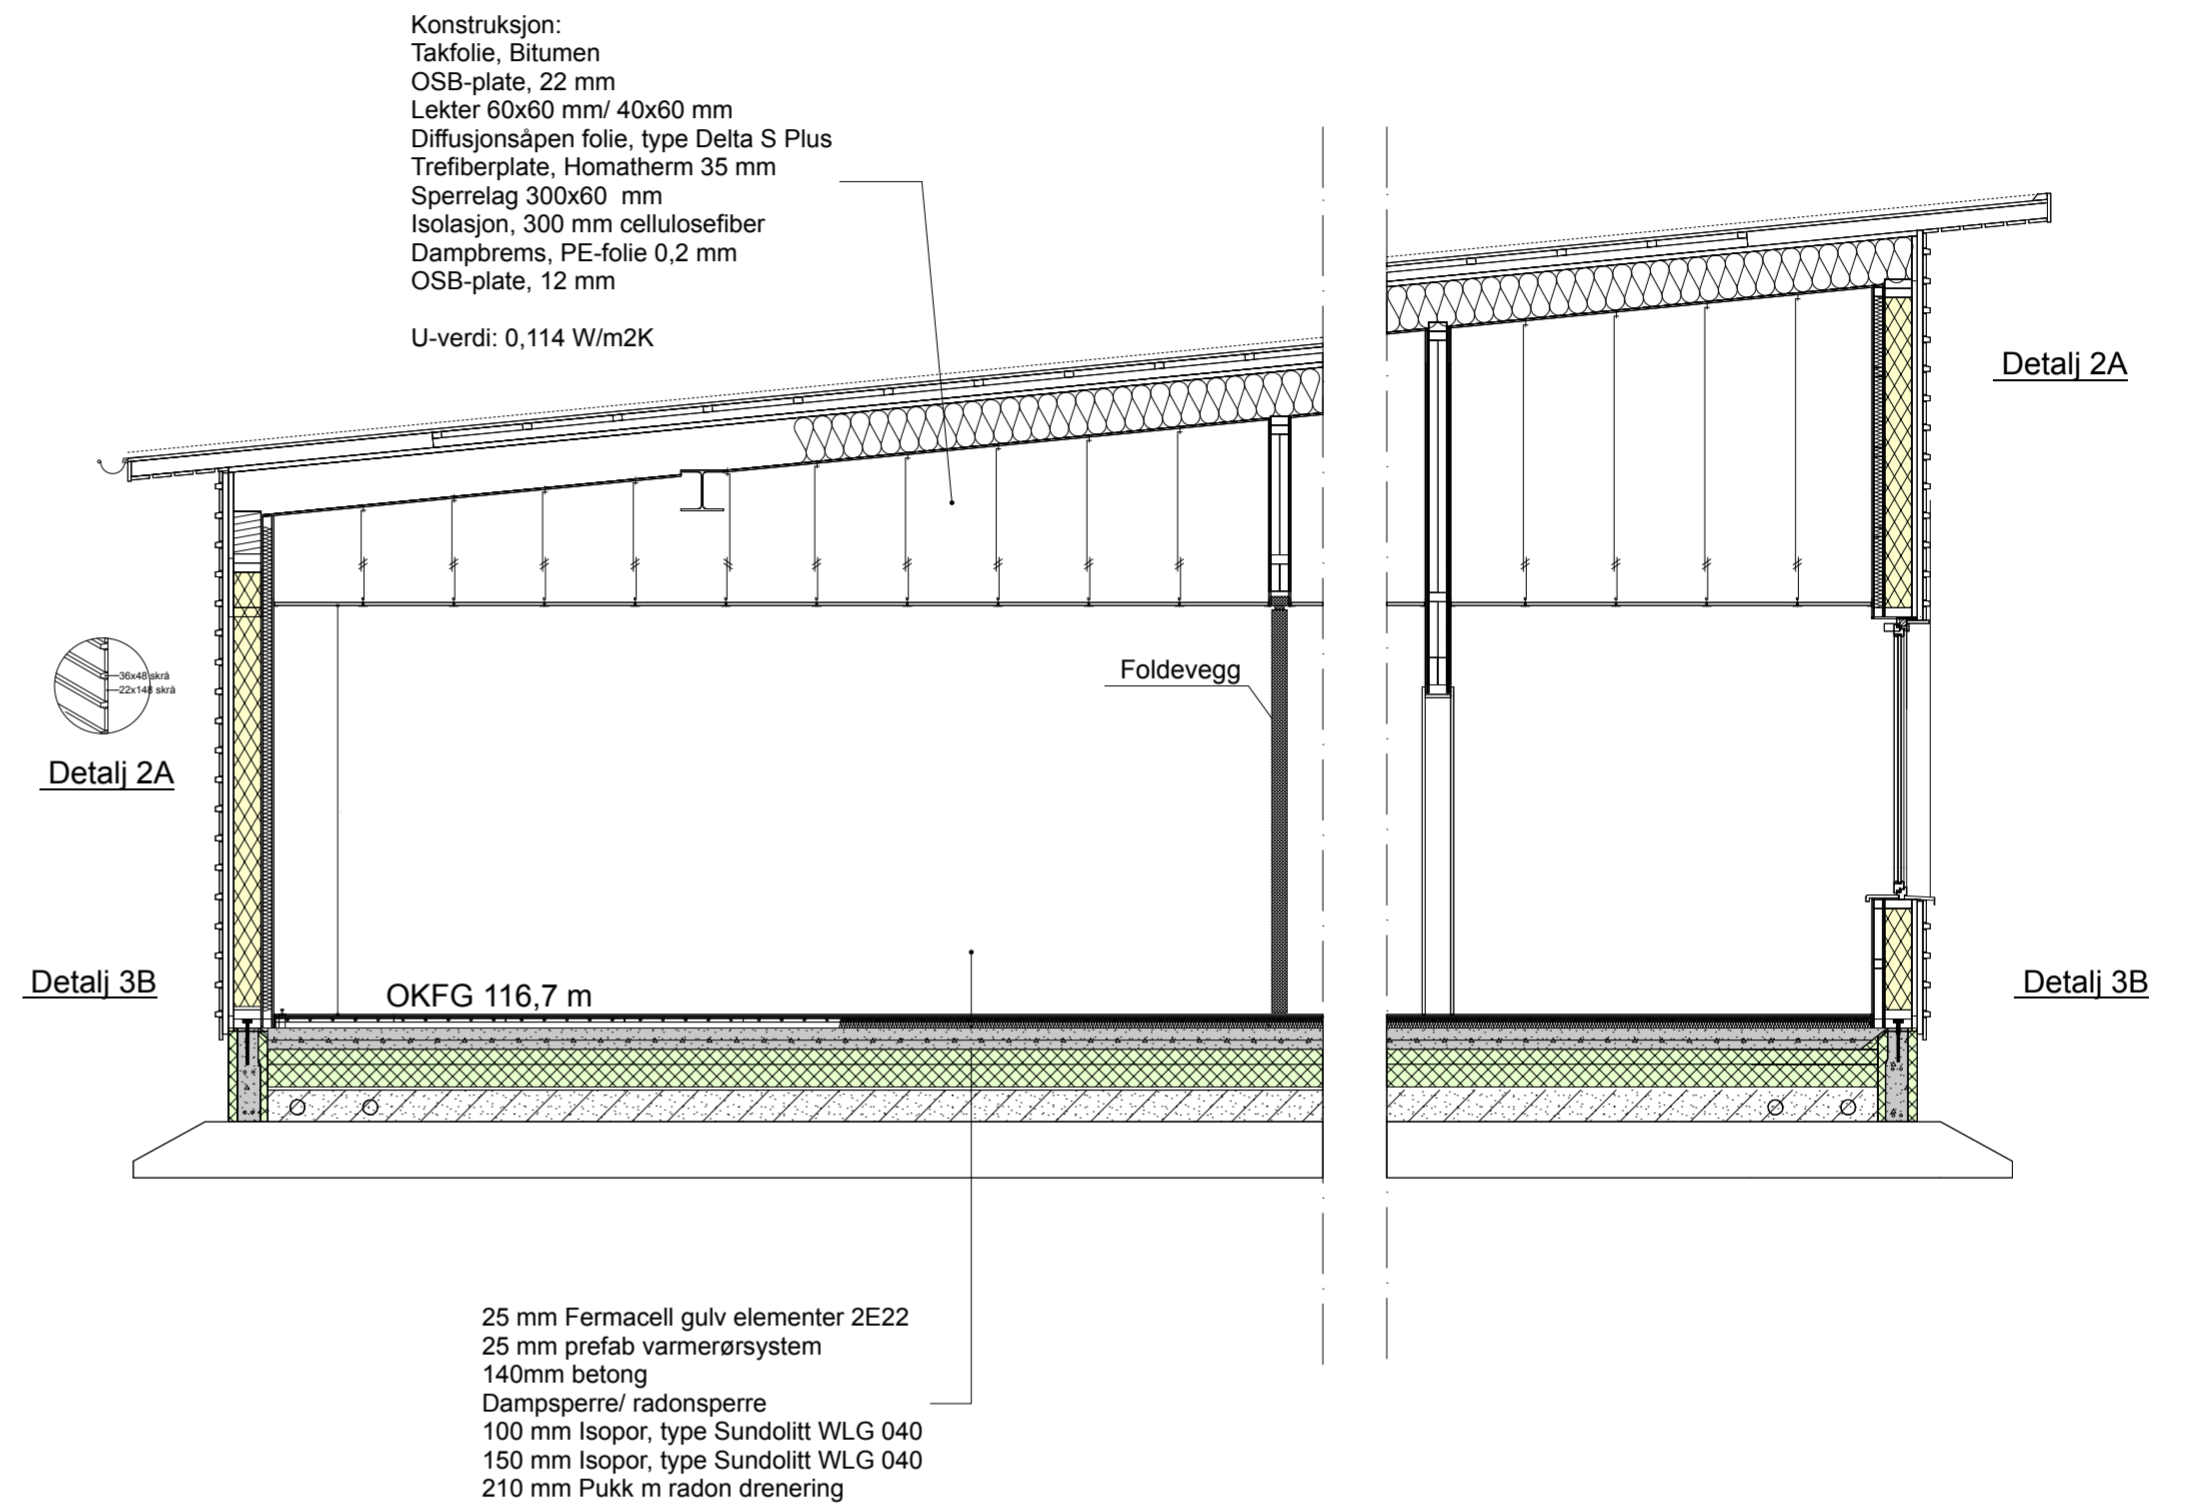 Konstruksjon:
Takfolie, Bitumen
OSB-plate, 22 mm
Lekter 60x60 mm/ 40x60 mm
Diffusjonsåpen folie, type Delta S Plus
Trefiberplate, Homatherm 35 mm
Sperrelag 300x60  mm
Isolasjon, 300 mm cellulosefiber
Dampbrems, PE-folie 0,2 mm
OSB-plate, 12 mm
U-verdi: 0,114 W/m2K
Detalj 2A
Foldevegg
36x48 skrå
22x148 skrå
Detalj 2A
Detalj 3B
OKFG 116,7 m
Detalj 3B
25 mm Fermacell gulv elementer 2E22
25 mm prefab varmerørsystem
140mm betong
Dampsperre/ radonsperre
100 mm Isopor, type Sundolitt WLG 040
150 mm Isopor, type Sundolitt WLG 040
210 mm Pukk m radon drenering